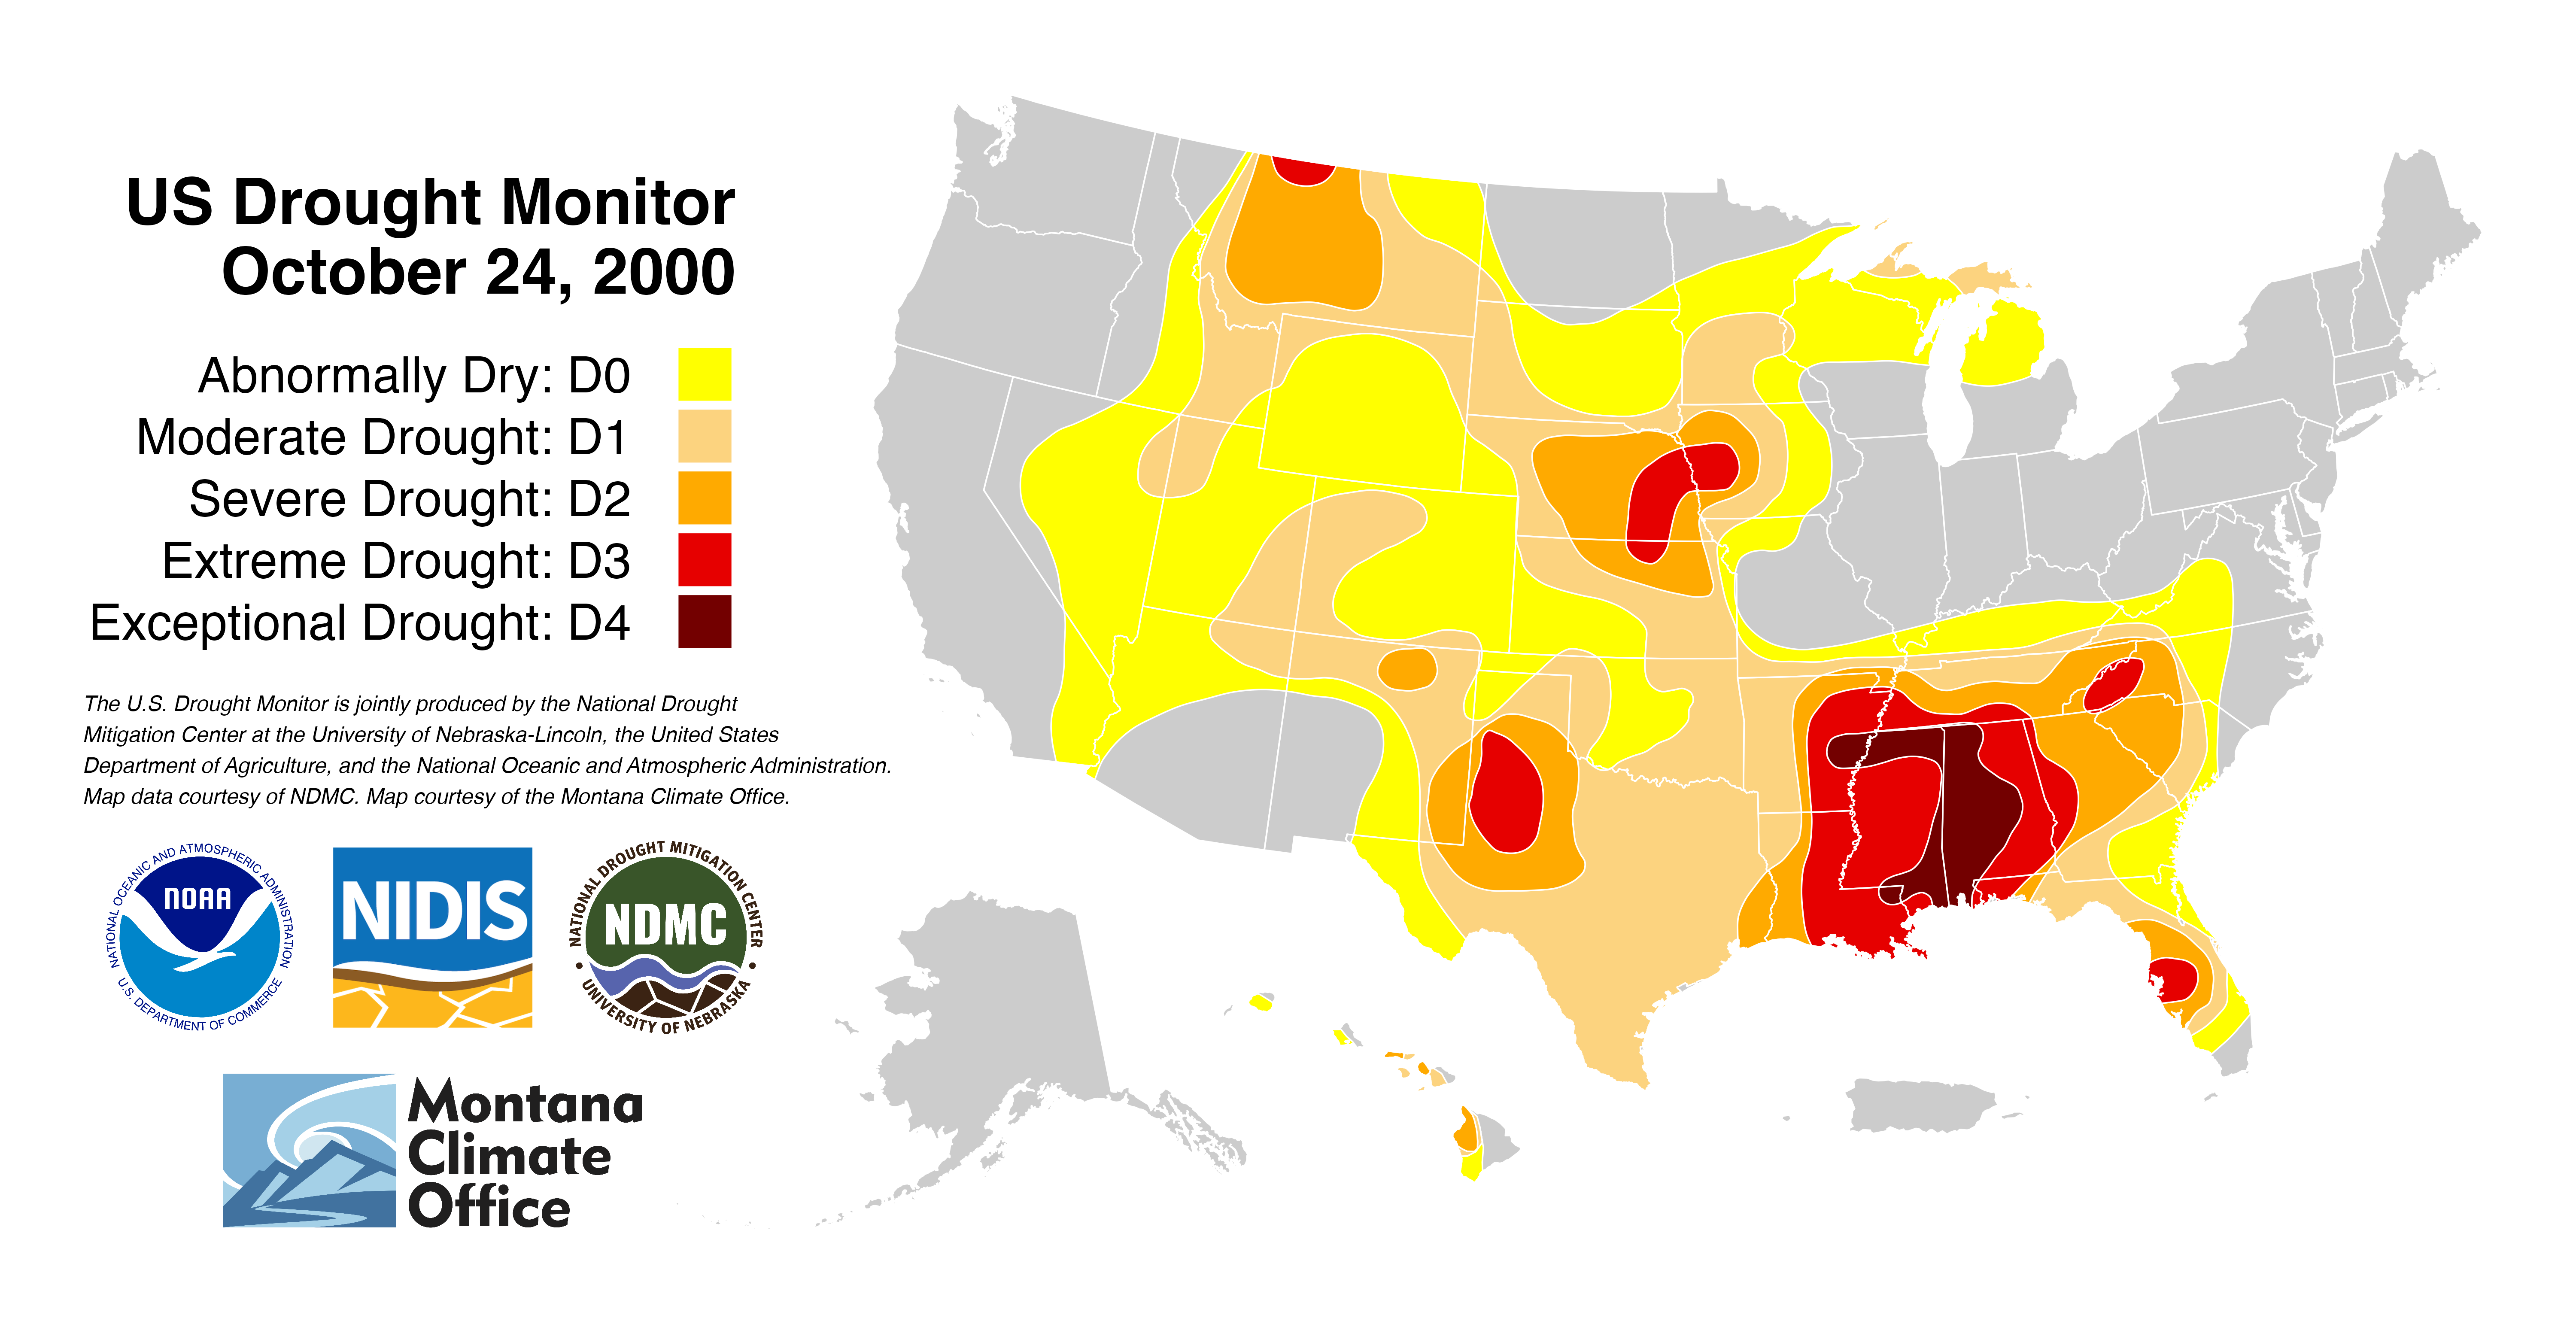 US Drought Monitor
October 24, 2000
Abnormally Dry: D0
Moderate Drought: D1
Severe Drought: D2
Extreme Drought: D3
Exceptional Drought: D4
The U.S. Drought Monitor is jointly produced by the National Drought
Mitigation Center at the University of Nebraska-Lincoln, the United States
Department of Agriculture, and the National Oceanic and Atmospheric Administration.
Map data courtesy of NDMC. Map courtesy of the Montana Climate Office.
NATIONAL OCEANIC AND ATMOSPHERIC ADMINISTRATION
NOAA
U.S. DEPARTMENT OF COMMERCE
NIDIS
NATIONAL DROUGHT MITIGATION CENTER
NDMC
UNIVERSITY OF NEBRASKA
Montana
Climate
Office